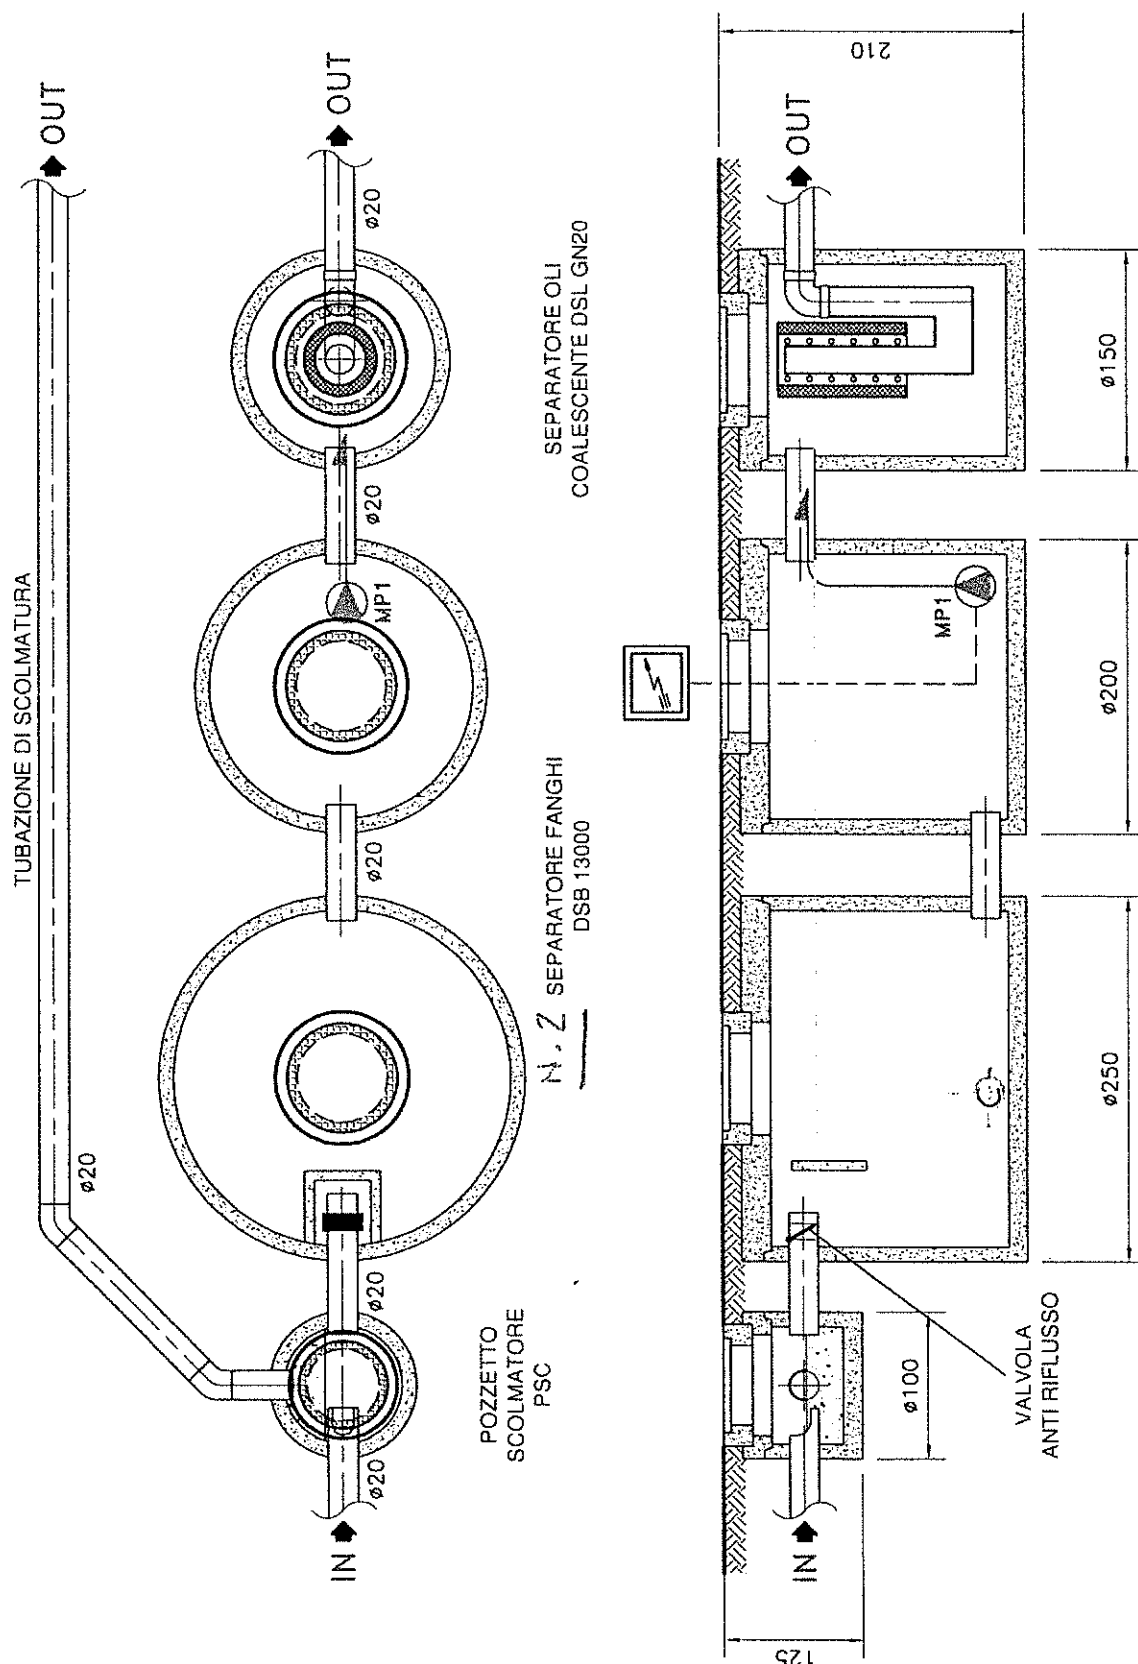 TUBAZIONE DI SCOLMATURA
OUT
ø20
IN
ø20
ø20
ø20
ø20
ø20
OUT
MP1
POZZETTO
SCOLMATORE
PSC
N. 2 SEPARATORE FANGHI
DSB 13000
SEPARATORE OLI
COALESCENTE DSL GN20
IN
OUT
MP1
125
210
ø100
ø250
ø200
ø150
VALVOLA
ANTI RIFLUSSO